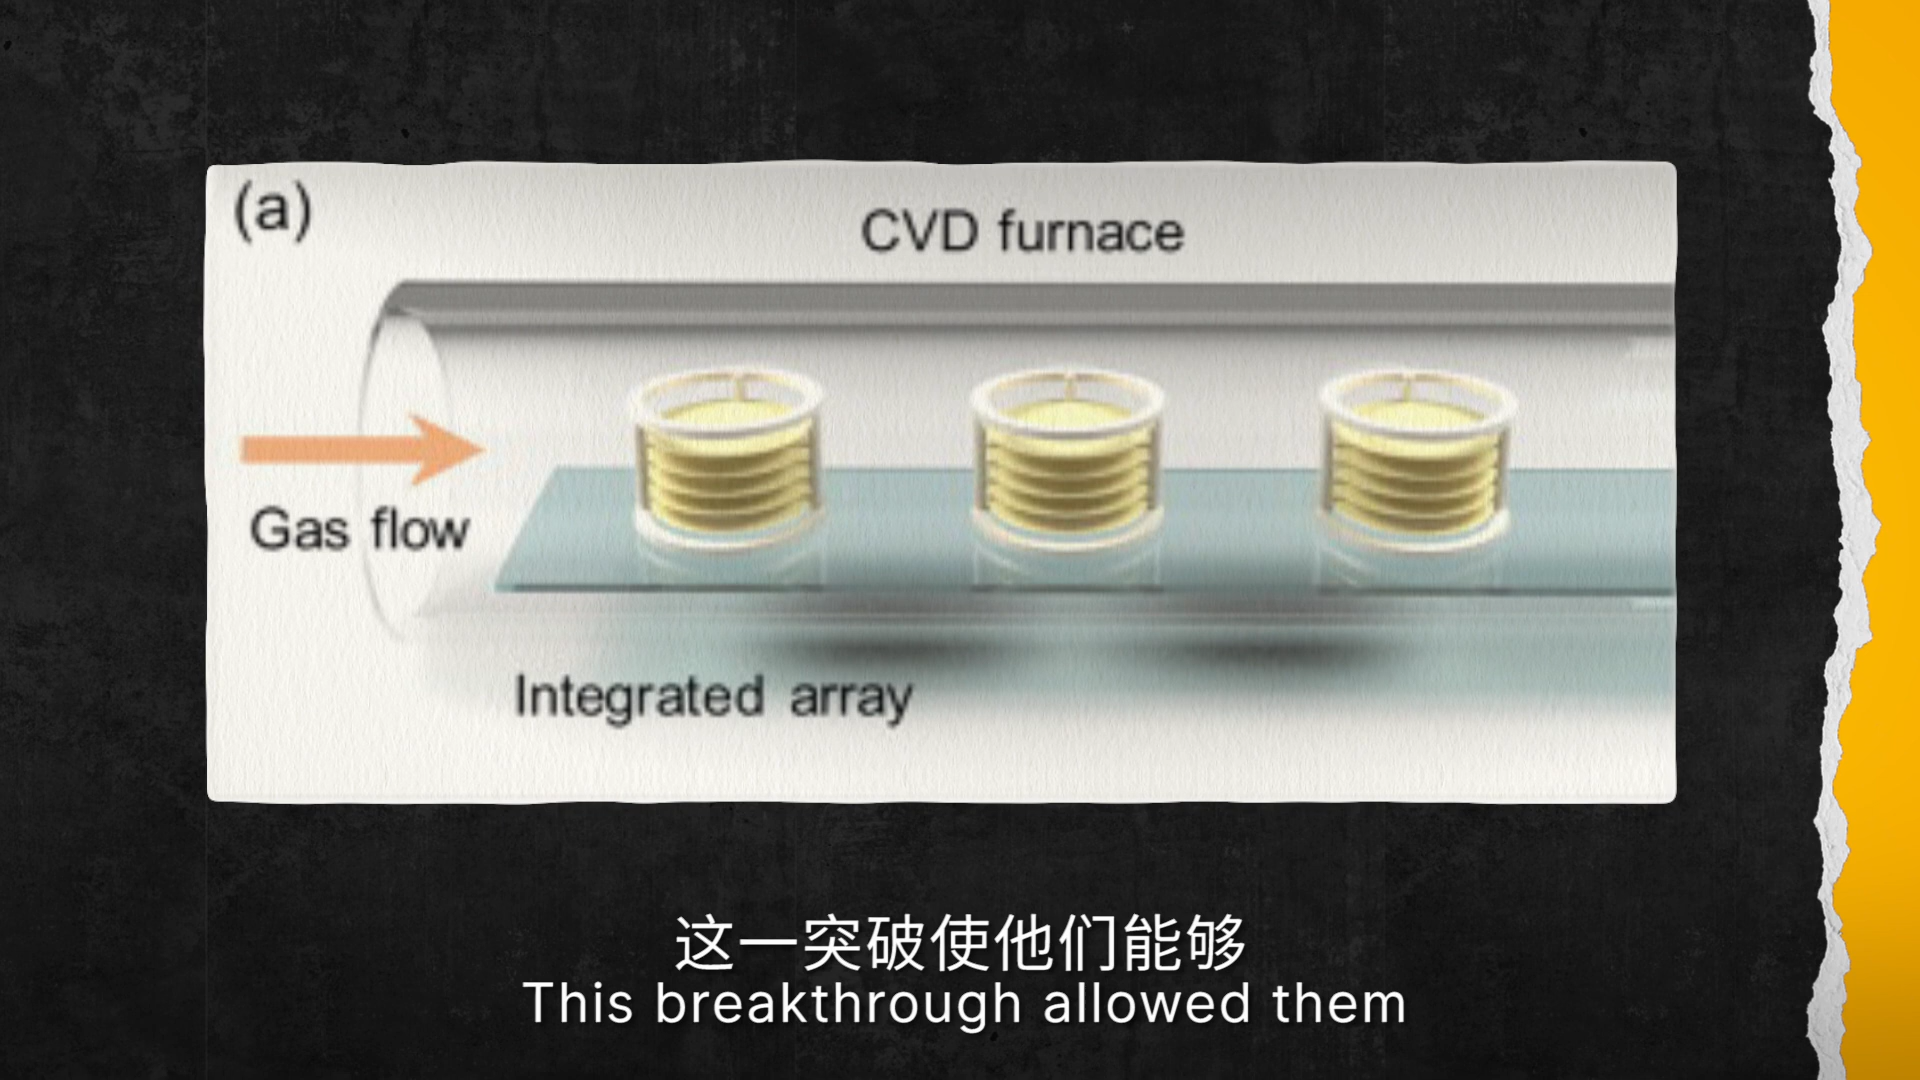 (a)
CVD furnace
Gas flow
Integrated array
这一突破使他们能够
This breakthrough allowed them